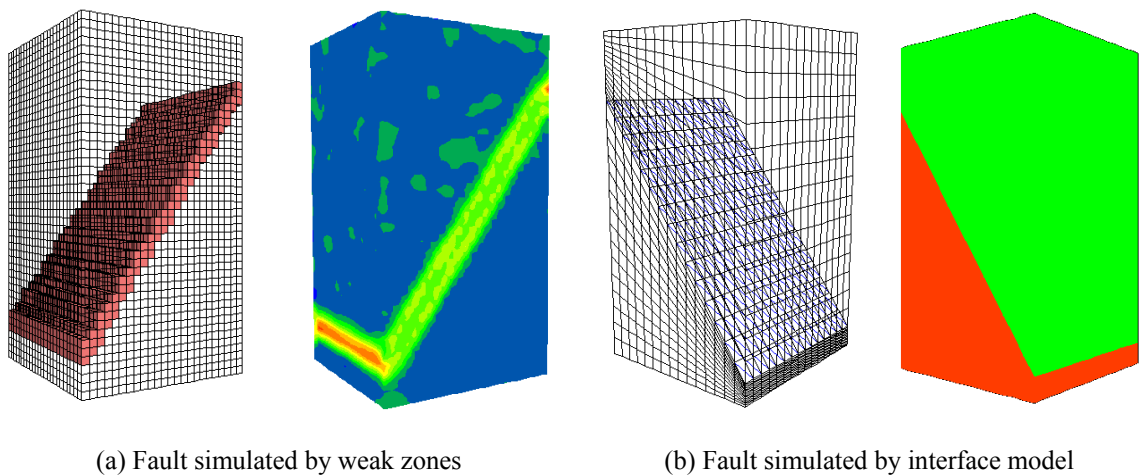 (a) Fault simulated by weak zones
(b) Fault simulated by interface model